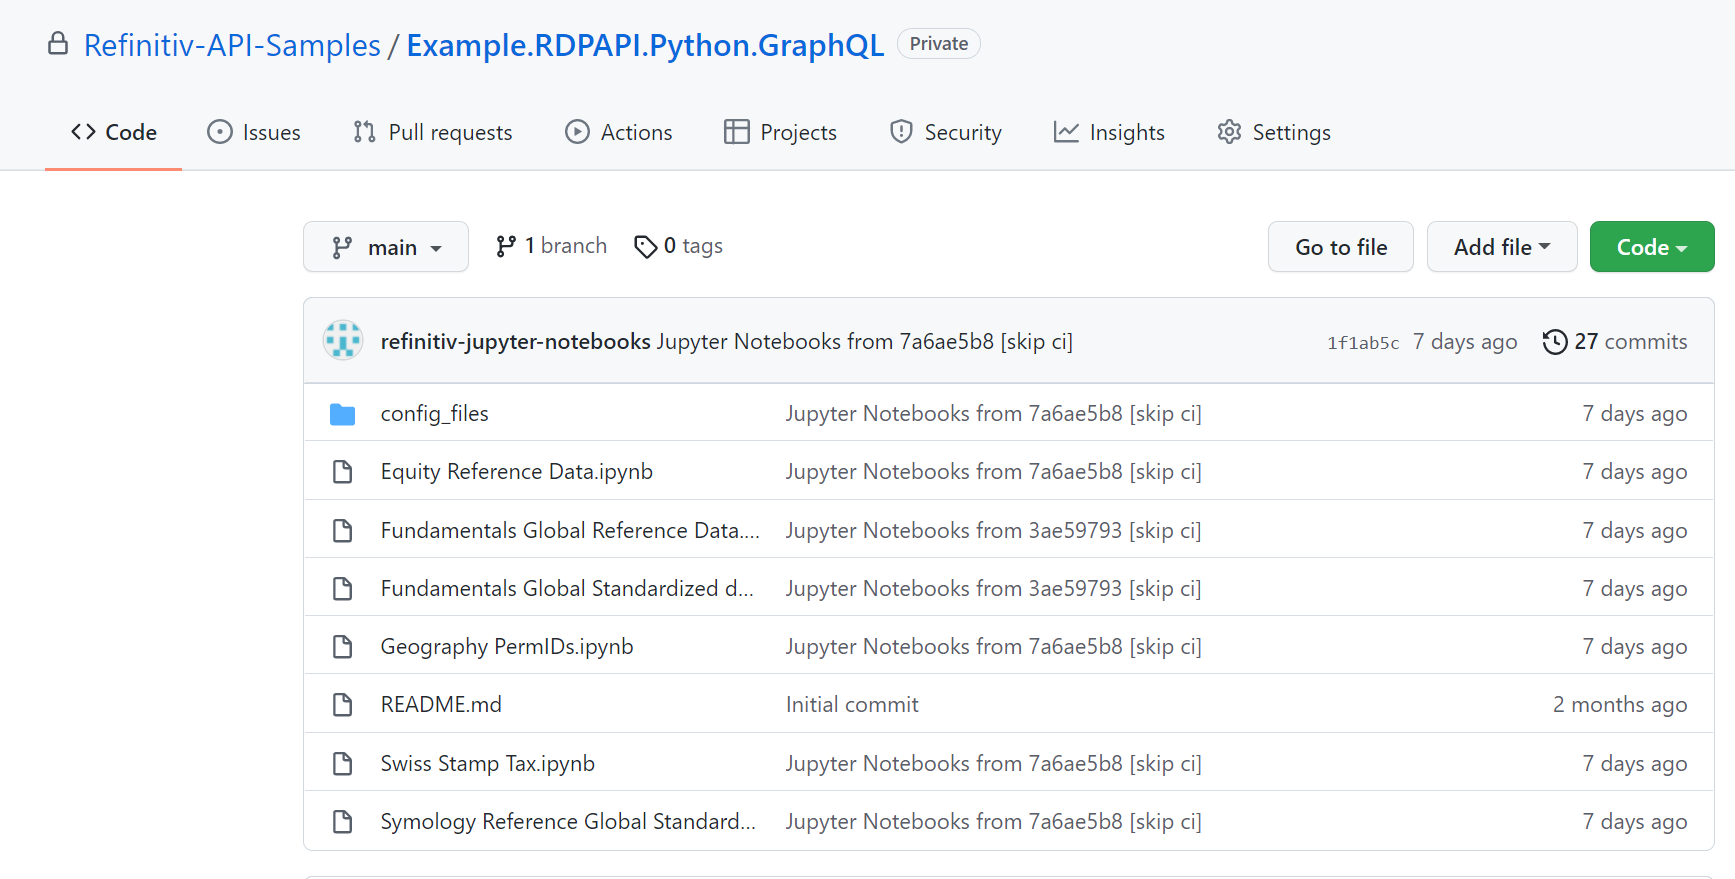 Refinitiv-API-Samples / Example.RDPAPI.Python.GraphQL Private
Code Issues Pull requests Actions Projects Security Insights Settings
main 1 branch 0 tags Go to file Add file Code
refinitiv-jupyter-notebooks Jupyter Notebooks from 7a6ae5b8 [skip ci] 1f1ab5c 7 days ago 27 commits
config_files Jupyter Notebooks from 7a6ae5b8 [skip ci] 7 days ago
Equity Reference Data.ipynb Jupyter Notebooks from 7a6ae5b8 [skip ci] 7 days ago
Fundamentals Global Reference Data.... Jupyter Notebooks from 3ae59793 [skip ci] 7 days ago
Fundamentals Global Standardized d... Jupyter Notebooks from 3ae59793 [skip ci] 7 days ago
Geography PermIDs.ipynb Jupyter Notebooks from 7a6ae5b8 [skip ci] 7 days ago
README.md Initial commit 2 months ago
Swiss Stamp Tax.ipynb Jupyter Notebooks from 7a6ae5b8 [skip ci] 7 days ago
Symology Reference Global Standard... Jupyter Notebooks from 7a6ae5b8 [skip ci] 7 days ago